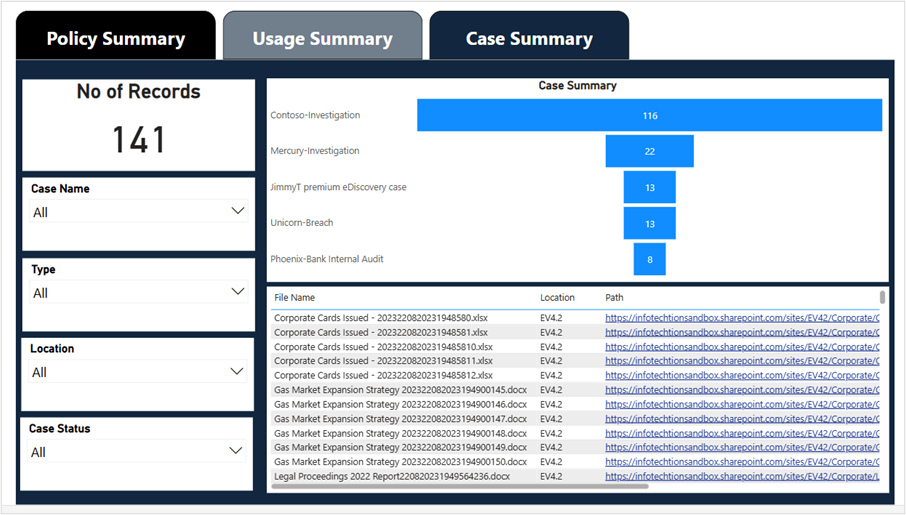 Policy Summary
Usage Summary
Case Summary
No of Records
141
Case Name
All
Type
All
Location
All
Case Status
All
Case Summary
Contoso-Investigation 116
Mercury-Investigation 22
JimmyT premium eDiscovery case 13
Unicorn-Breach 13
Phoenix-Bank Internal Audit 8
File Name Location Path
Corporate Cards Issued - 202322082023194858​0.xlsx EV4.2 https://infotechtionsandbox.sharepoint.com/sites/EV42/Corporate/C
Corporate Cards Issued - 2023220820231948581.xlsx EV4.2 https://infotechtionsandbox.sharepoint.com/sites/EV42/Corporate/C
Corporate Cards Issued - 20232208202319485810.xlsx EV4.2 https://infotechtionsandbox.sharepoint.com/sites/EV42/Corporate/C
Corporate Cards Issued - 20232208202319485811.xlsx EV4.2 https://infotechtionsandbox.sharepoint.com/sites/EV42/Corporate/C
Corporate Cards Issued - 20232208202319485812.xlsx EV4.2 https://infotechtionsandbox.sharepoint.com/sites/EV42/Corporate/C
Gas Market Expansion Strategy 202322082023194900145.docx EV4.2 https://infotechtionsandbox.sharepoint.com/sites/EV42/Corporate/C
Gas Market Expansion Strategy 202322082023194900146.docx EV4.2 https://infotechtionsandbox.sharepoint.com/sites/EV42/Corporate/C
Gas Market Expansion Strategy 202322082023194900147.docx EV4.2 https://infotechtionsandbox.sharepoint.com/sites/EV42/Corporate/C
Gas Market Expansion Strategy 202322082023194900148.docx EV4.2 https://infotechtionsandbox.sharepoint.com/sites/EV42/Corporate/C
Gas Market Expansion Strategy 202322082023194900149.docx EV4.2 https://infotechtionsandbox.sharepoint.com/sites/EV42/Corporate/C
Gas Market Expansion Strategy 202322082023194900150.docx EV4.2 https://infotechtionsandbox.sharepoint.com/sites/EV42/Corporate/C
Legal Proceedings 2022 Report22082023194956​4236.docx EV4.2 https://infotechtionsandbox.sharepoint.com/sites/EV42/Corporate/L